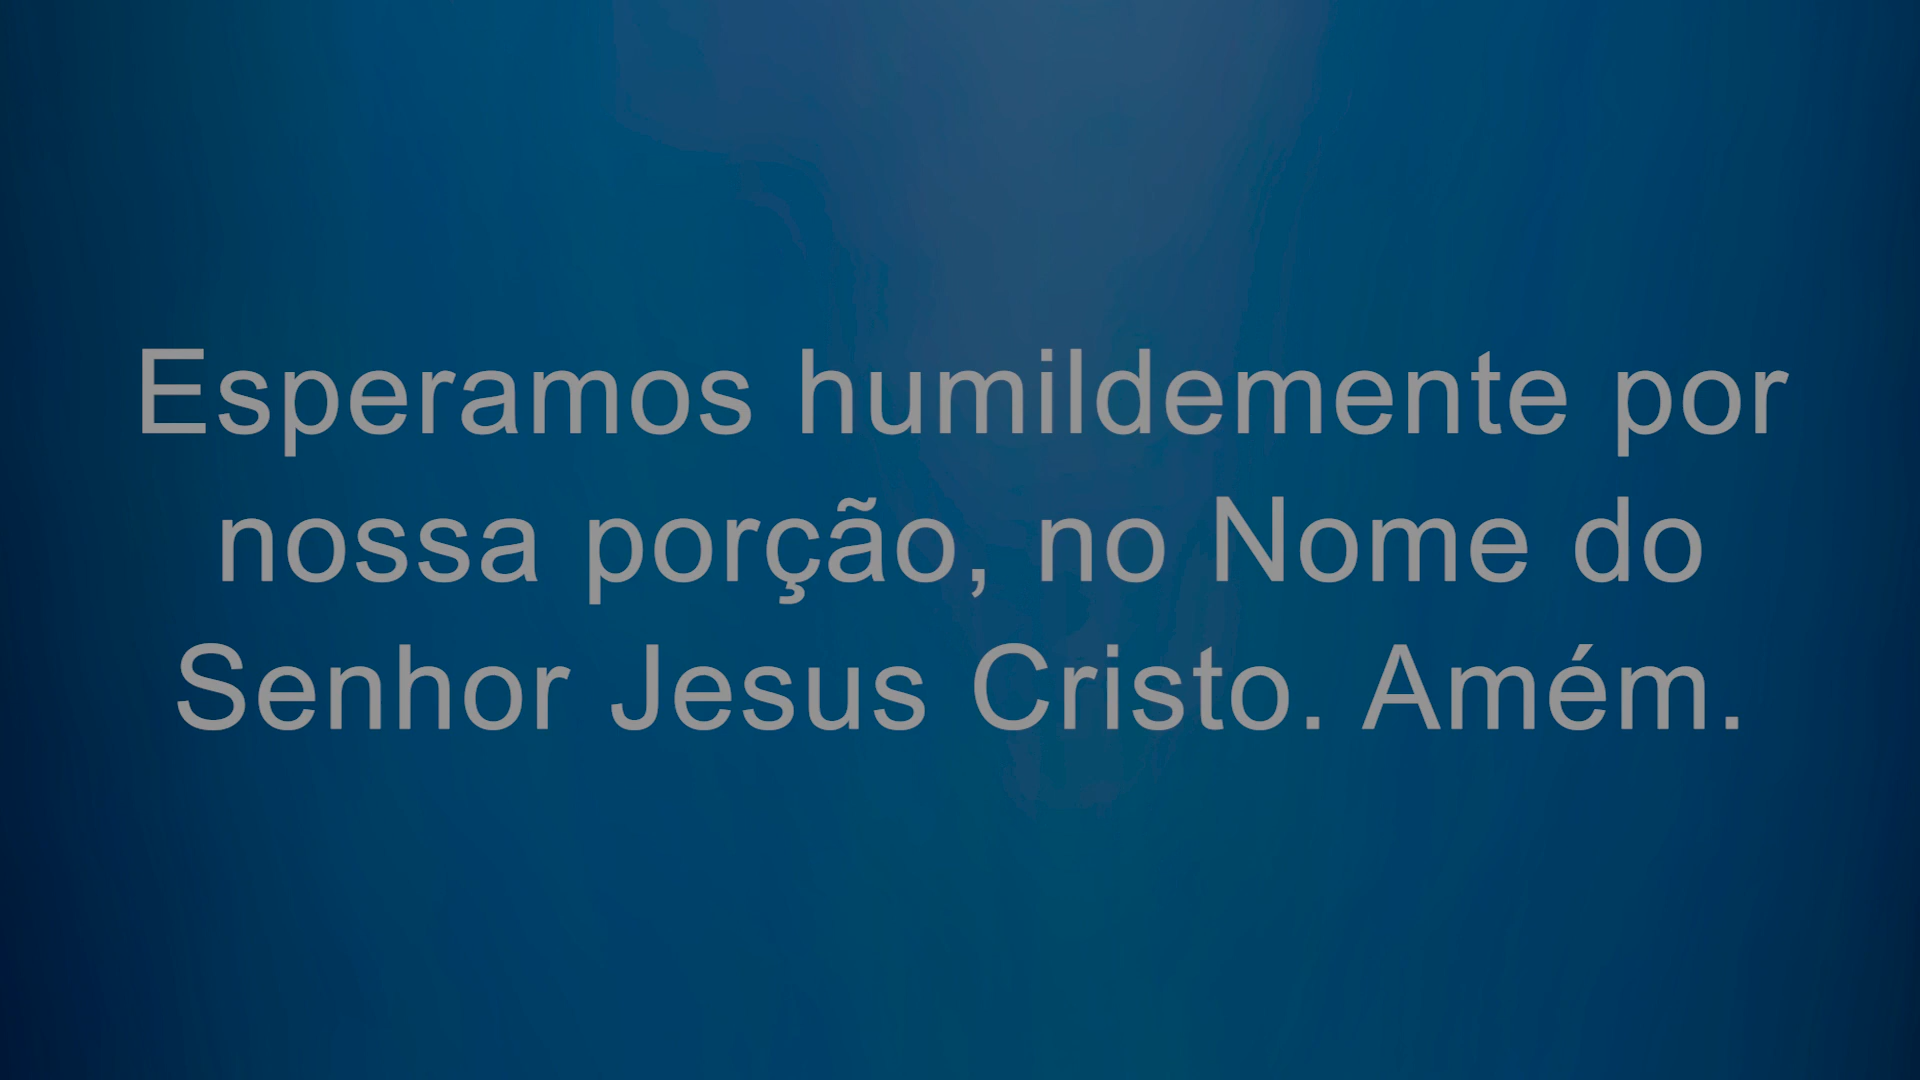 Esperamos humildemente por
nossa porção, no Nome do
Senhor Jesus Cristo. Amém.